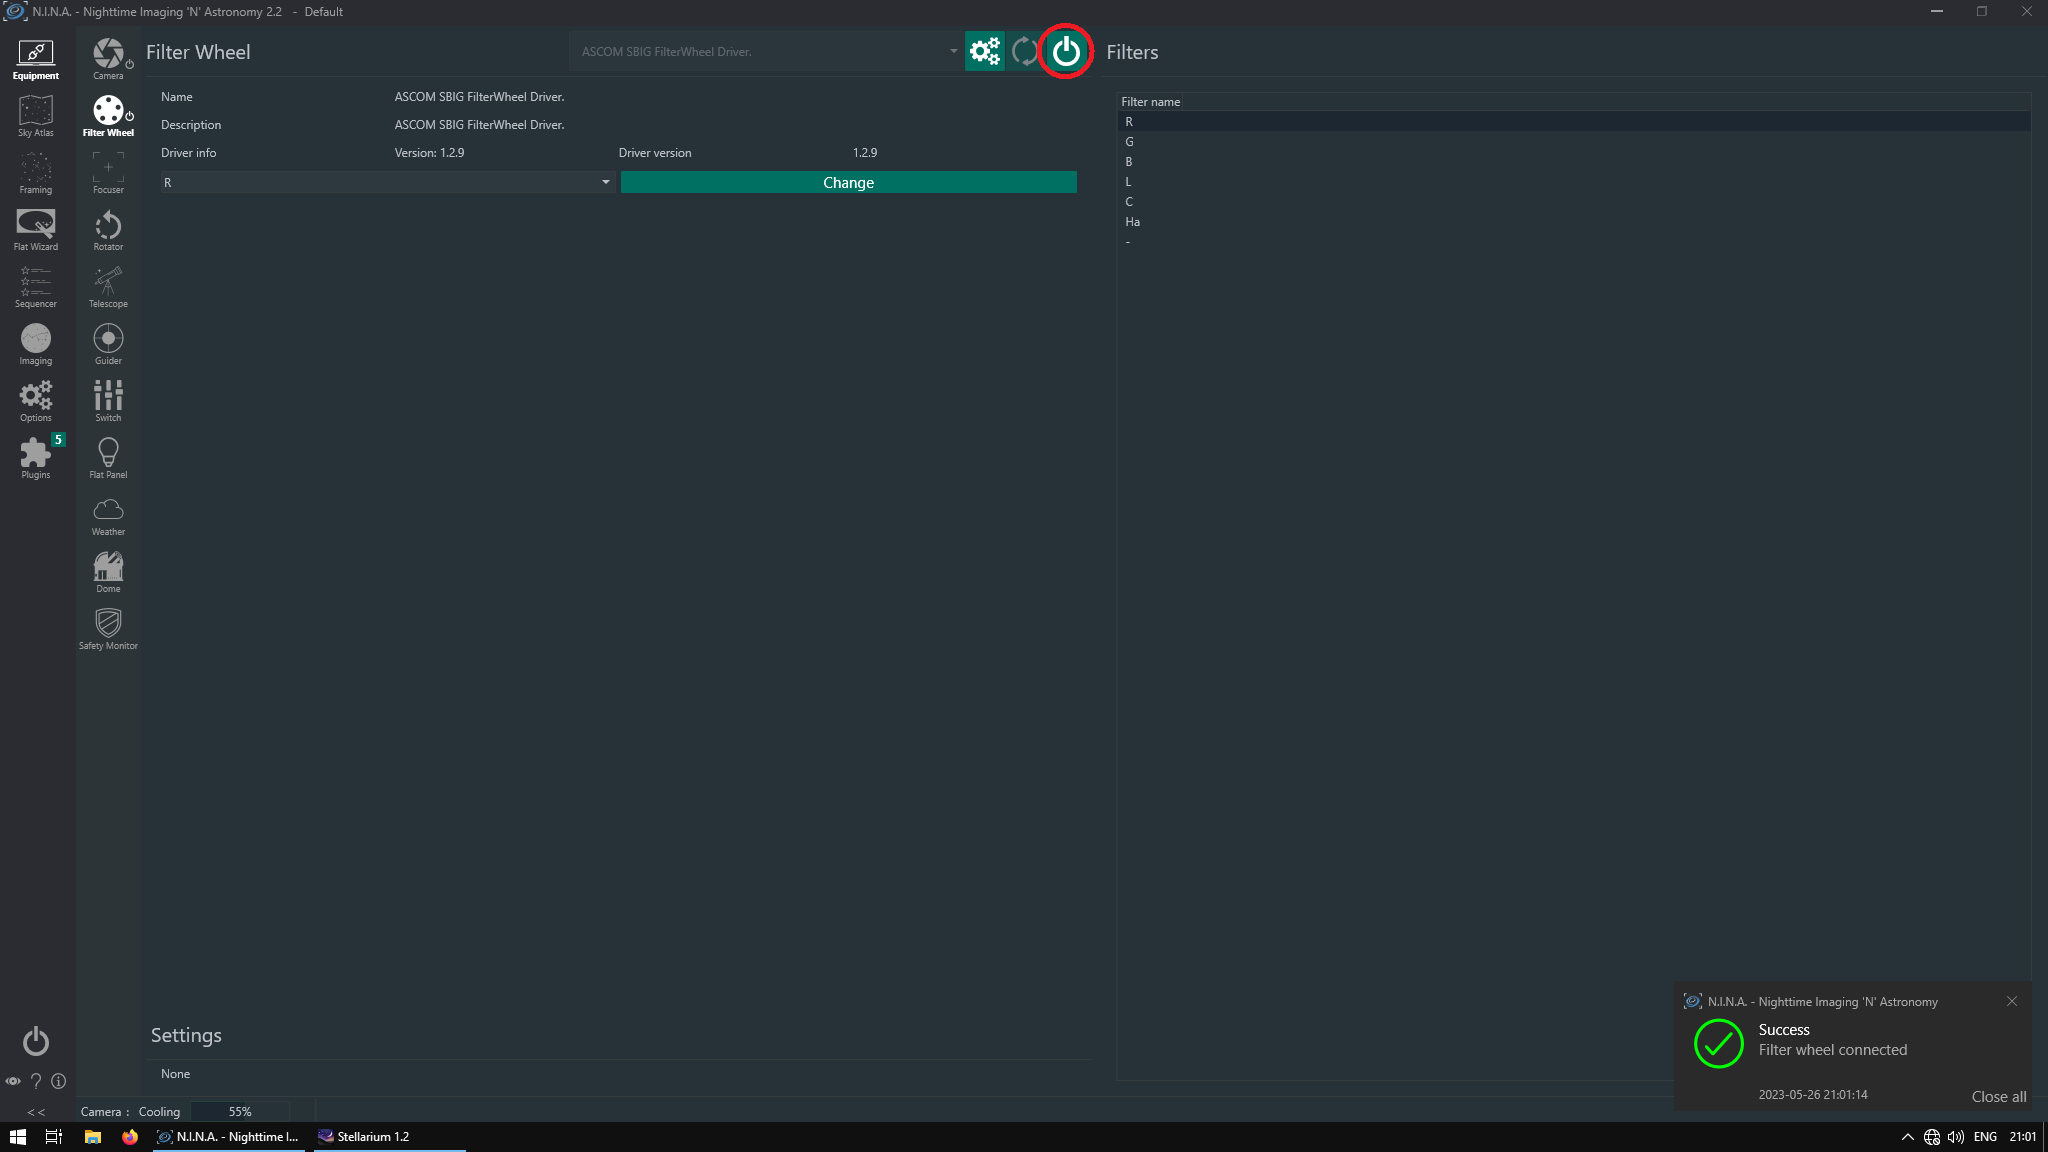 N.I.N.A. - Nighttime Imaging 'N' Astronomy 2.2 - Default
Equipment
Sky Atlas
Framing
Flat Wizard
Sequencer
Imaging
Options
5
Plugins
Camera
Filter Wheel
Focuser
Rotator
Telescope
Guider
Switch
Flat Panel
Weather
Dome
Safety Monitor
Filter Wheel
ASCOM SBIG FilterWheel Driver.
Name ASCOM SBIG FilterWheel Driver.
Description ASCOM SBIG FilterWheel Driver.
Driver info Version: 1.2.9 Driver version 1.2.9
R Change
Settings
None
Filters
Filter name
R
G
B
L
C
Ha
-
N.I.N.A. - Nighttime Imaging 'N' Astronomy
Success
Filter wheel connected
2023-05-26 21:01:14
Close all
<< Camera : Cooling 55%
N.I.N.A. - Nighttime I... Stellarium 1.2 ENG 21:01